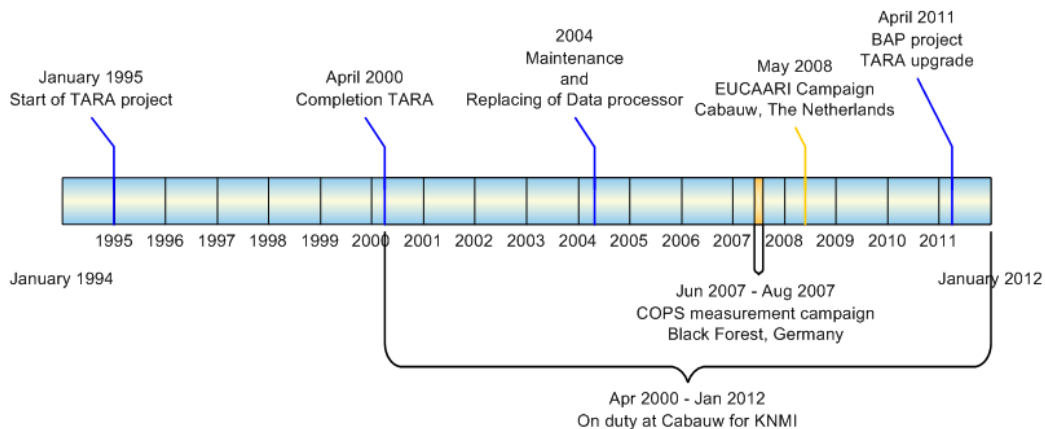 January 1995
Start of TARA project
April 2000
Completion TARA
2004
Maintenance
and
Replacing of Data processor
May 2008
EUCAARI Campaign
Cabauw, The Netherlands
April 2011
BAP project
TARA upgrade
1995 1996 1997 1998 1999 2000 2001 2002 2003 2004 2005 2006 2007 2008 2009 2010 2011
January 1994
January 2012
Jun 2007 - Aug 2007
COPS measurement campaign
Black Forest, Germany
Apr 2000 - Jan 2012
On duty at Cabauw for KNMI